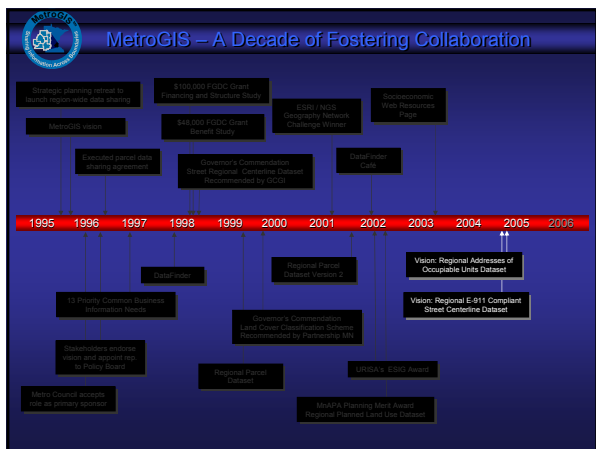 MetroGIS
Sharing Information Across Boundaries
MetroGIS – A Decade of Fostering Collaboration
Strategic planning retreat to
launch region-wide data sharing
MetroGIS vision
Executed parcel data
sharing agreement
$100,000 FGDC Grant
Financing and Structure Study
$48,000 FGDC Grant
Benefit Study
Governor's Commendation
Street Regional Centerline Dataset
Recommended by GCGI
ESRI / NGS
Geography Network
Challenge Winner
DataFinder
Café
Socioeconomic
Web Resources
Page
1995 1996 1997 1998 1999 2000 2001 2002 2003 2004 2005 2006
DataFinder
13 Priority Common Business
Information Needs
Stakeholders endorse
vision and appoint rep.
to Policy Board
Metro Council accepts
role as primary sponsor
Regional Parcel
Dataset Version 2
Governor's Commendation
Land Cover Classification Scheme
Recommended by Partnership MN
Regional Parcel
Dataset
URISA's ESIG Award
MnAPA Planning Merit Award
Regional Planned Land Use Dataset
Vision: Regional Addresses of
Occupiable Units Dataset
Vision: Regional E-911 Compliant
Street Centerline Dataset